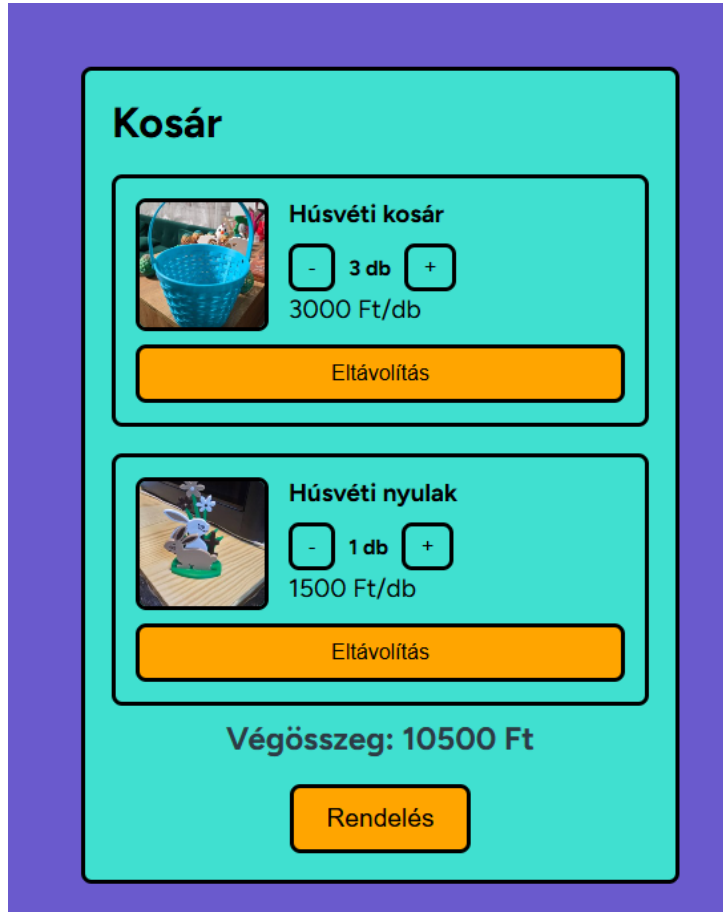 Kosár
Húsvéti kosár
- 3 db +
3000 Ft/db
Eltávolítás
Húsvéti nyulak
- 1 db +
1500 Ft/db
Eltávolítás
Végösszeg: 10500 Ft
Rendelés